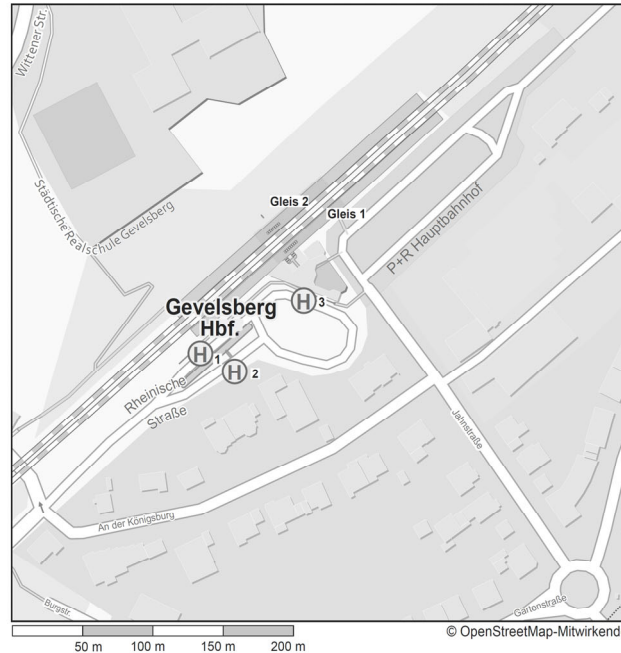 Wittener Str.
Städtische Realschule Gevelsberg
Gleis 2
Gleis 1
P+R Hauptbahnhof
Gevelsberg
Hbf.
H 3
H 1
H 2
Rheinische
Straße
Jahnstraße
An der Königsburg
Burgstr.
Gartenstraße
50 m 100 m 150 m 200 m
© OpenStreetMap-Mitwirkend